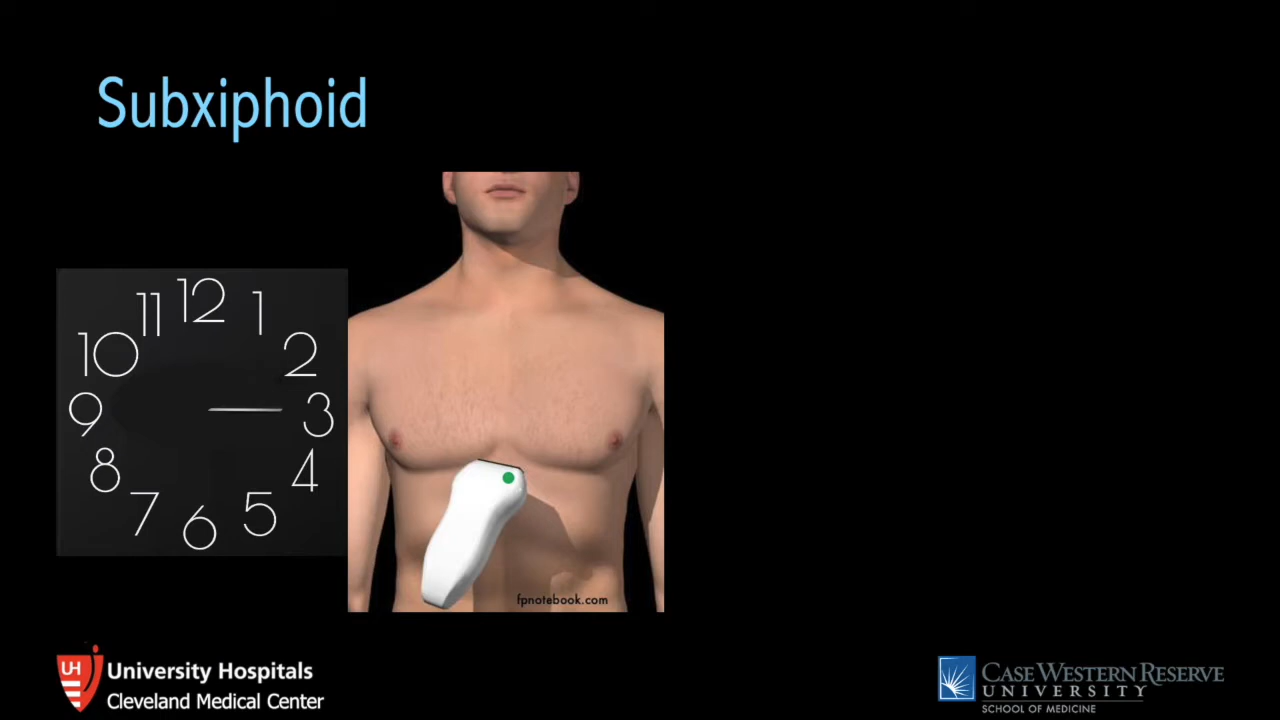 Subxiphoid
12
11 1
10 2
9 3
8 4
7 5
6
fpnotebook.com
UH
University Hospitals
Cleveland Medical Center
CASE WESTERN RESERVE
UNIVERSITY
SCHOOL OF MEDICINE